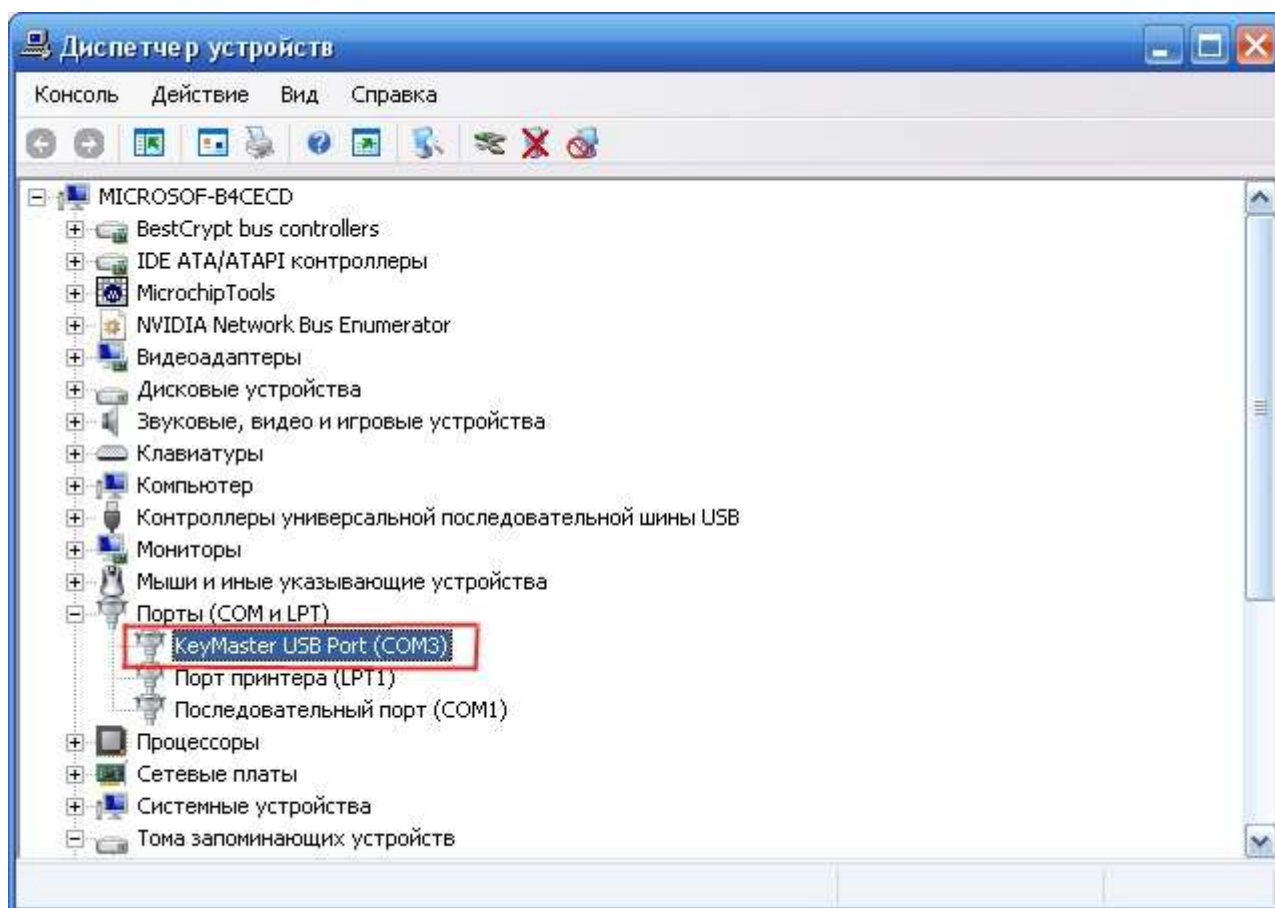 Диспетчер устройств
Консоль Действие Вид Справка
MICROSOF-B4CECD
BestCrypt bus controllers
IDE ATA/ATAPI контроллеры
MicrochipTools
NVIDIA Network Bus Enumerator
Видеоадаптеры
Дисковые устройства
Звуковые, видео и игровые устройства
Клавиатуры
Компьютер
Контроллеры универсальной последовательной шины USB
Мониторы
Мыши и иные указывающие устройства
Порты (COM и LPT)
KeyMaster USB Port (COM3)
Порт принтера (LPT1)
Последовательный порт (COM1)
Процессоры
Сетевые платы
Системные устройства
Тома запоминающих устройств